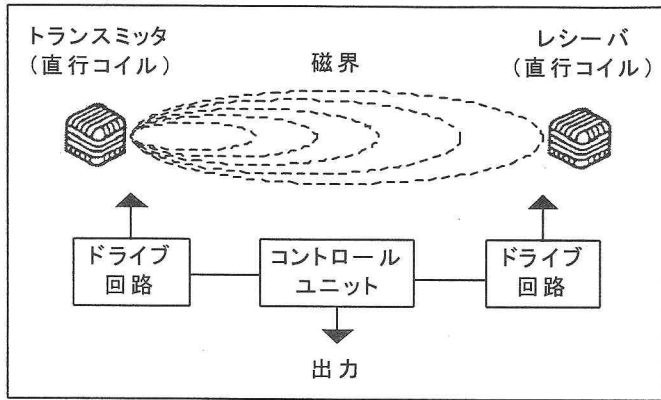 トランスミッタ
（直行コイル）
磁界
レシーバ
（直行コイル）
ドライブ
回路
コントロール
ユニット
ドライブ
回路
出力